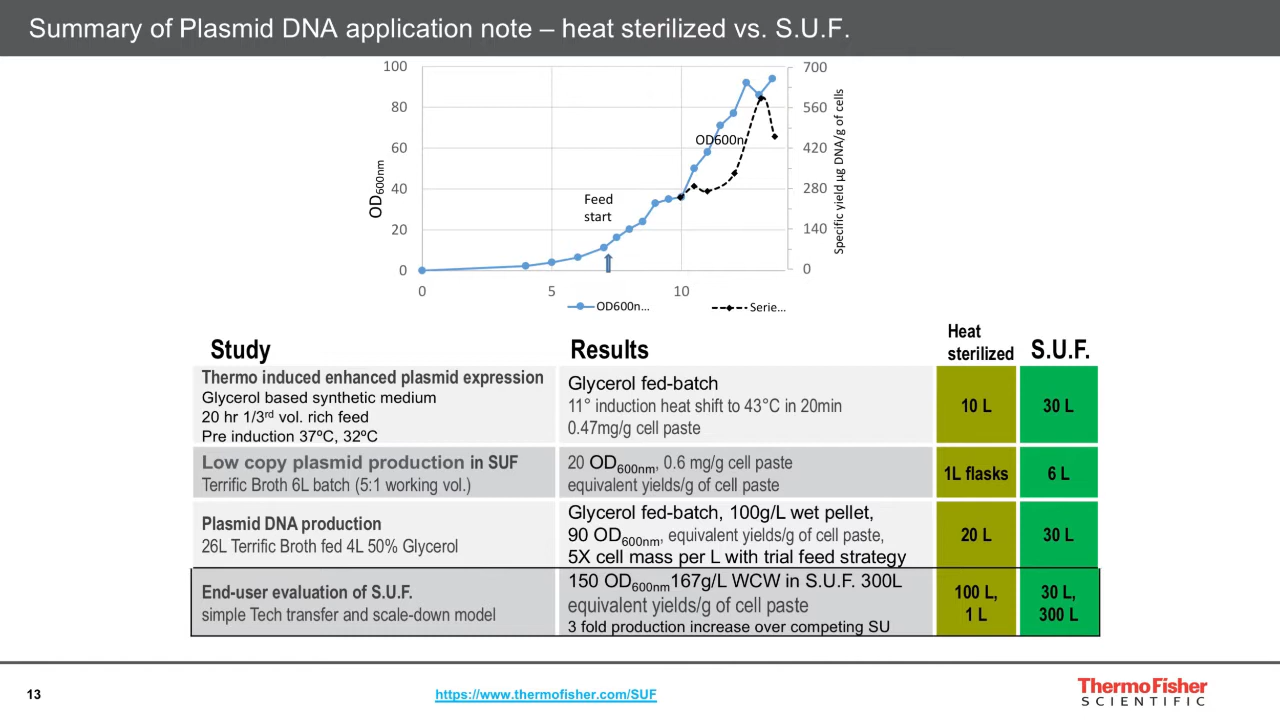 Summary of Plasmid DNA application note – heat sterilized vs. S.U.F.
100
80
60
40
20
0
OD600nm
700
560
420
280
140
0
Specific yield µg DNA/g of cells
OD600n
Feed
start
0
5
10
OD600n…
Serie…
Study
Results
Heat
sterilized
S.U.F.
Thermo induced enhanced plasmid expression
Glycerol based synthetic medium
20 hr 1/3rd vol. rich feed
Pre induction 37ºC, 32ºC
Glycerol fed-batch
11° induction heat shift to 43°C in 20min
0.47mg/g cell paste
10 L
30 L
Low copy plasmid production in SUF
Terrific Broth 6L batch (5:1 working vol.)
20 OD600nm, 0.6 mg/g cell paste
equivalent yields/g of cell paste
1L flasks
6 L
Plasmid DNA production
26L Terrific Broth fed 4L 50% Glycerol
Glycerol fed-batch, 100g/L wet pellet,
90 OD600nm, equivalent yields/g of cell paste,
5X cell mass per L with trial feed strategy
20 L
30 L
End-user evaluation of S.U.F.
simple Tech transfer and scale-down model
150 OD600nm167g/L WCW in S.U.F. 300L
equivalent yields/g of cell paste
3 fold production increase over competing SU
100 L,
1 L
30 L,
300 L
13
https://www.thermofisher.com/SUF
ThermoFisher
SCIENTIFIC